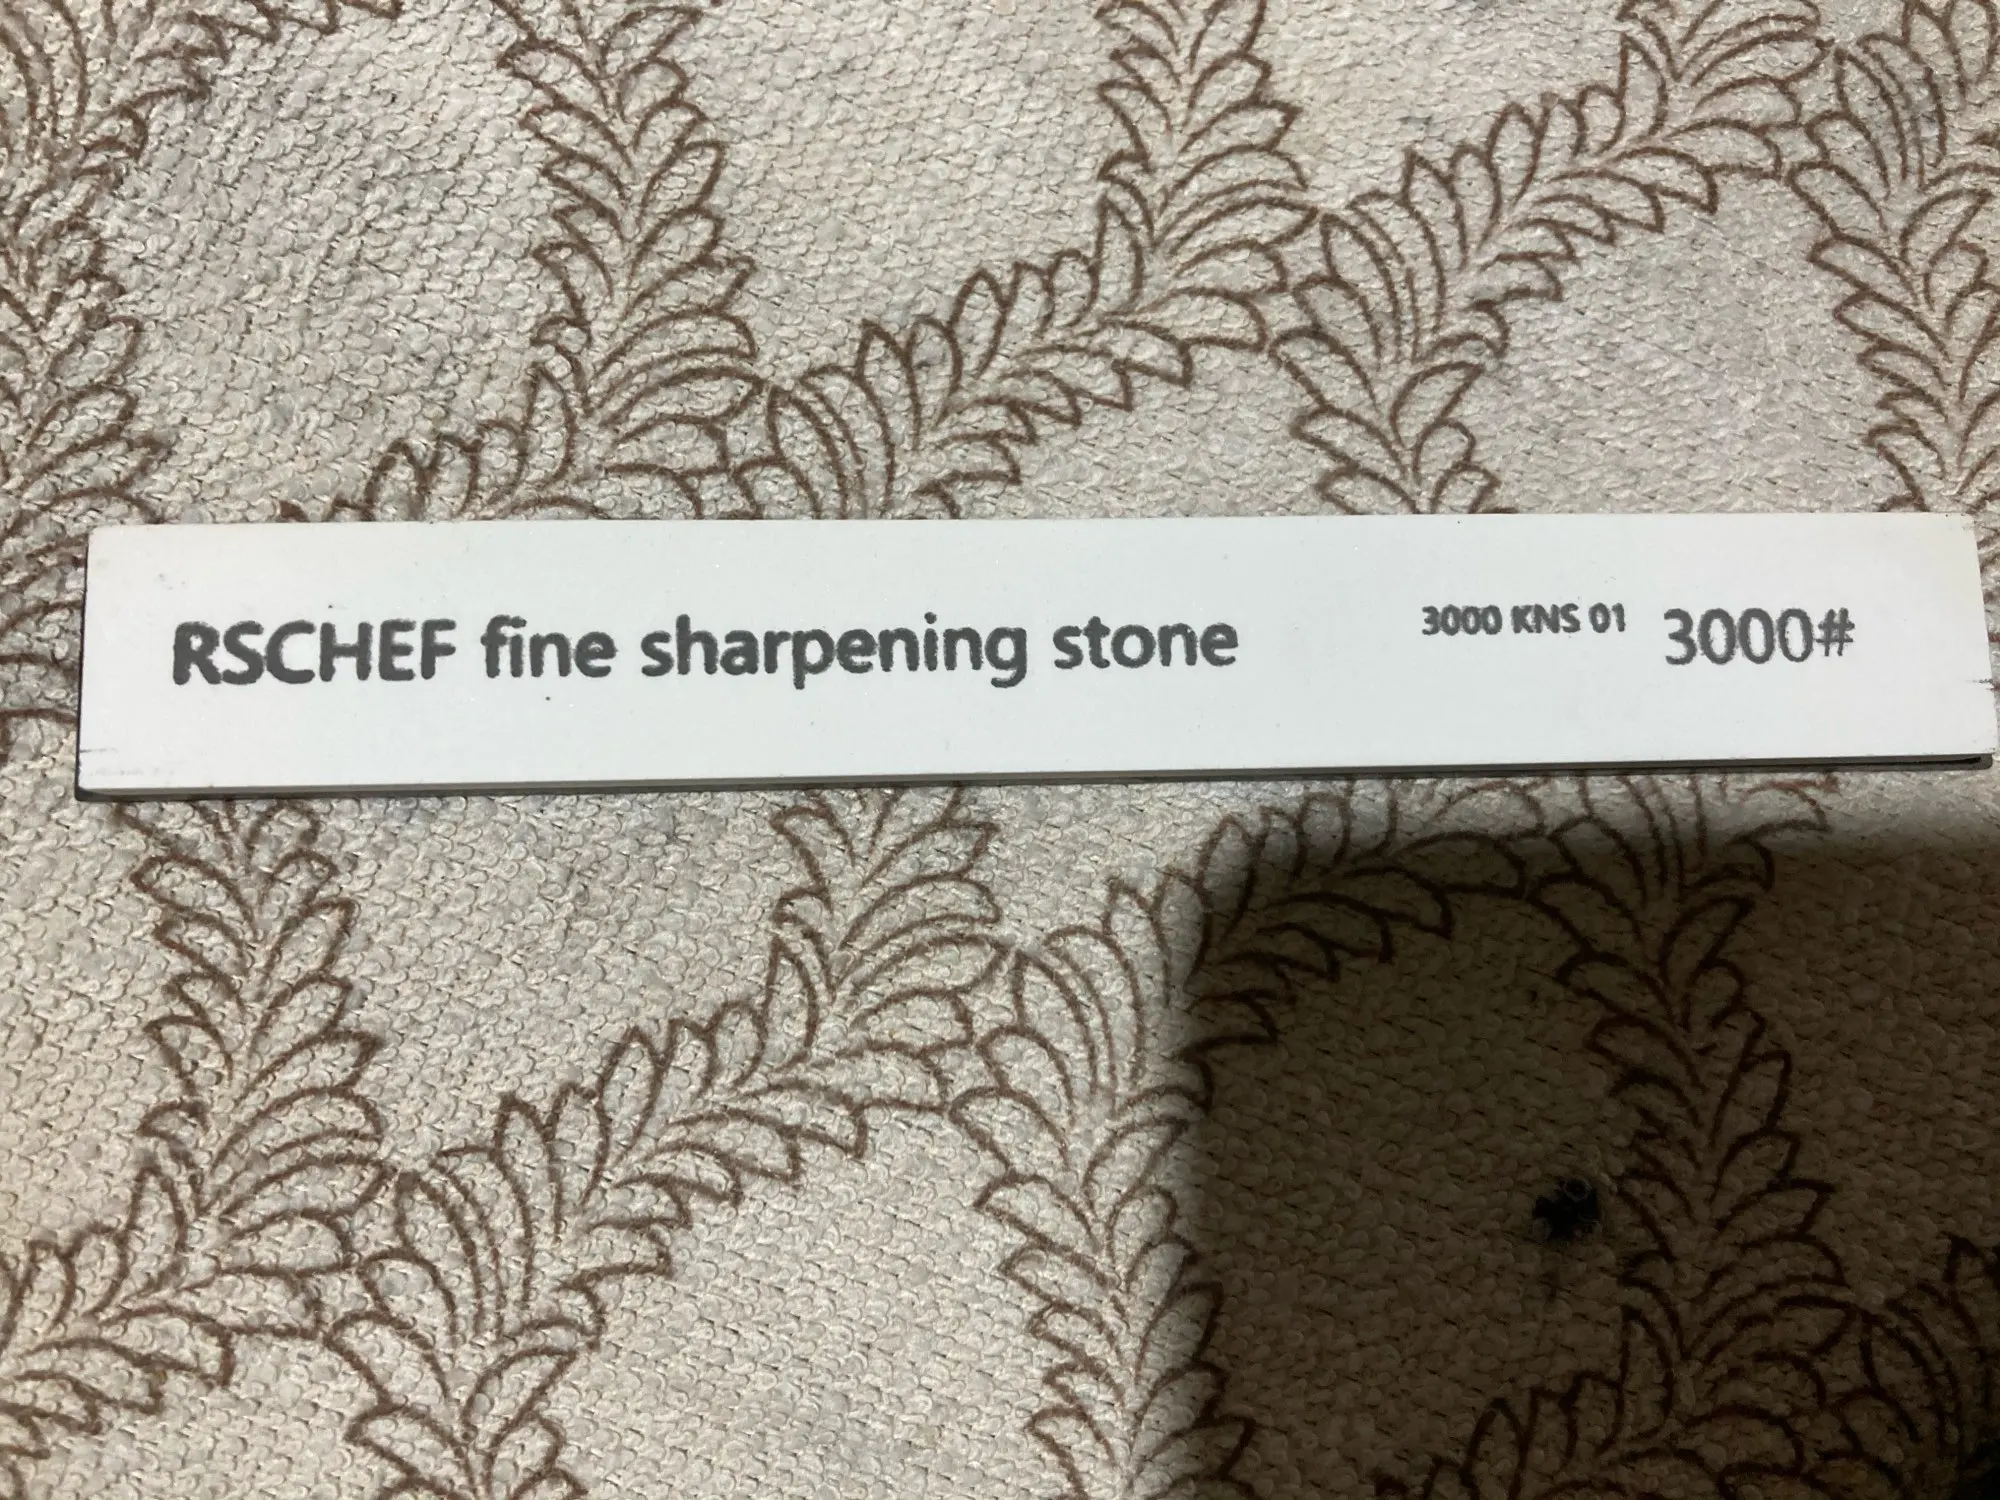 RSCHEF fine sharpening stone 3000 KNS 01 3000#